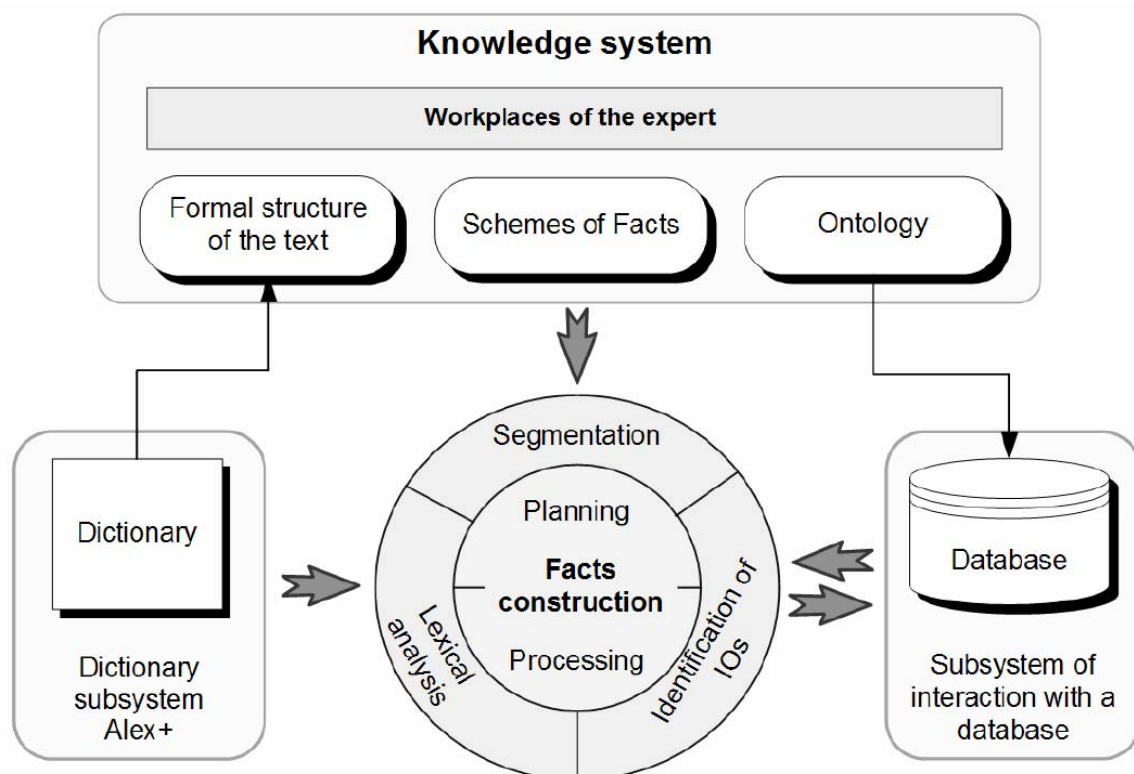 Knowledge system
Workplaces of the expert
Formal structure
of the text
Schemes of Facts
Ontology
Segmentation
Planning
Facts
construction
Processing
Lexical
analysis
Identification of
IOs
Dictionary
Dictionary
subsystem
Alex+
Database
Subsystem of
interaction with a
database